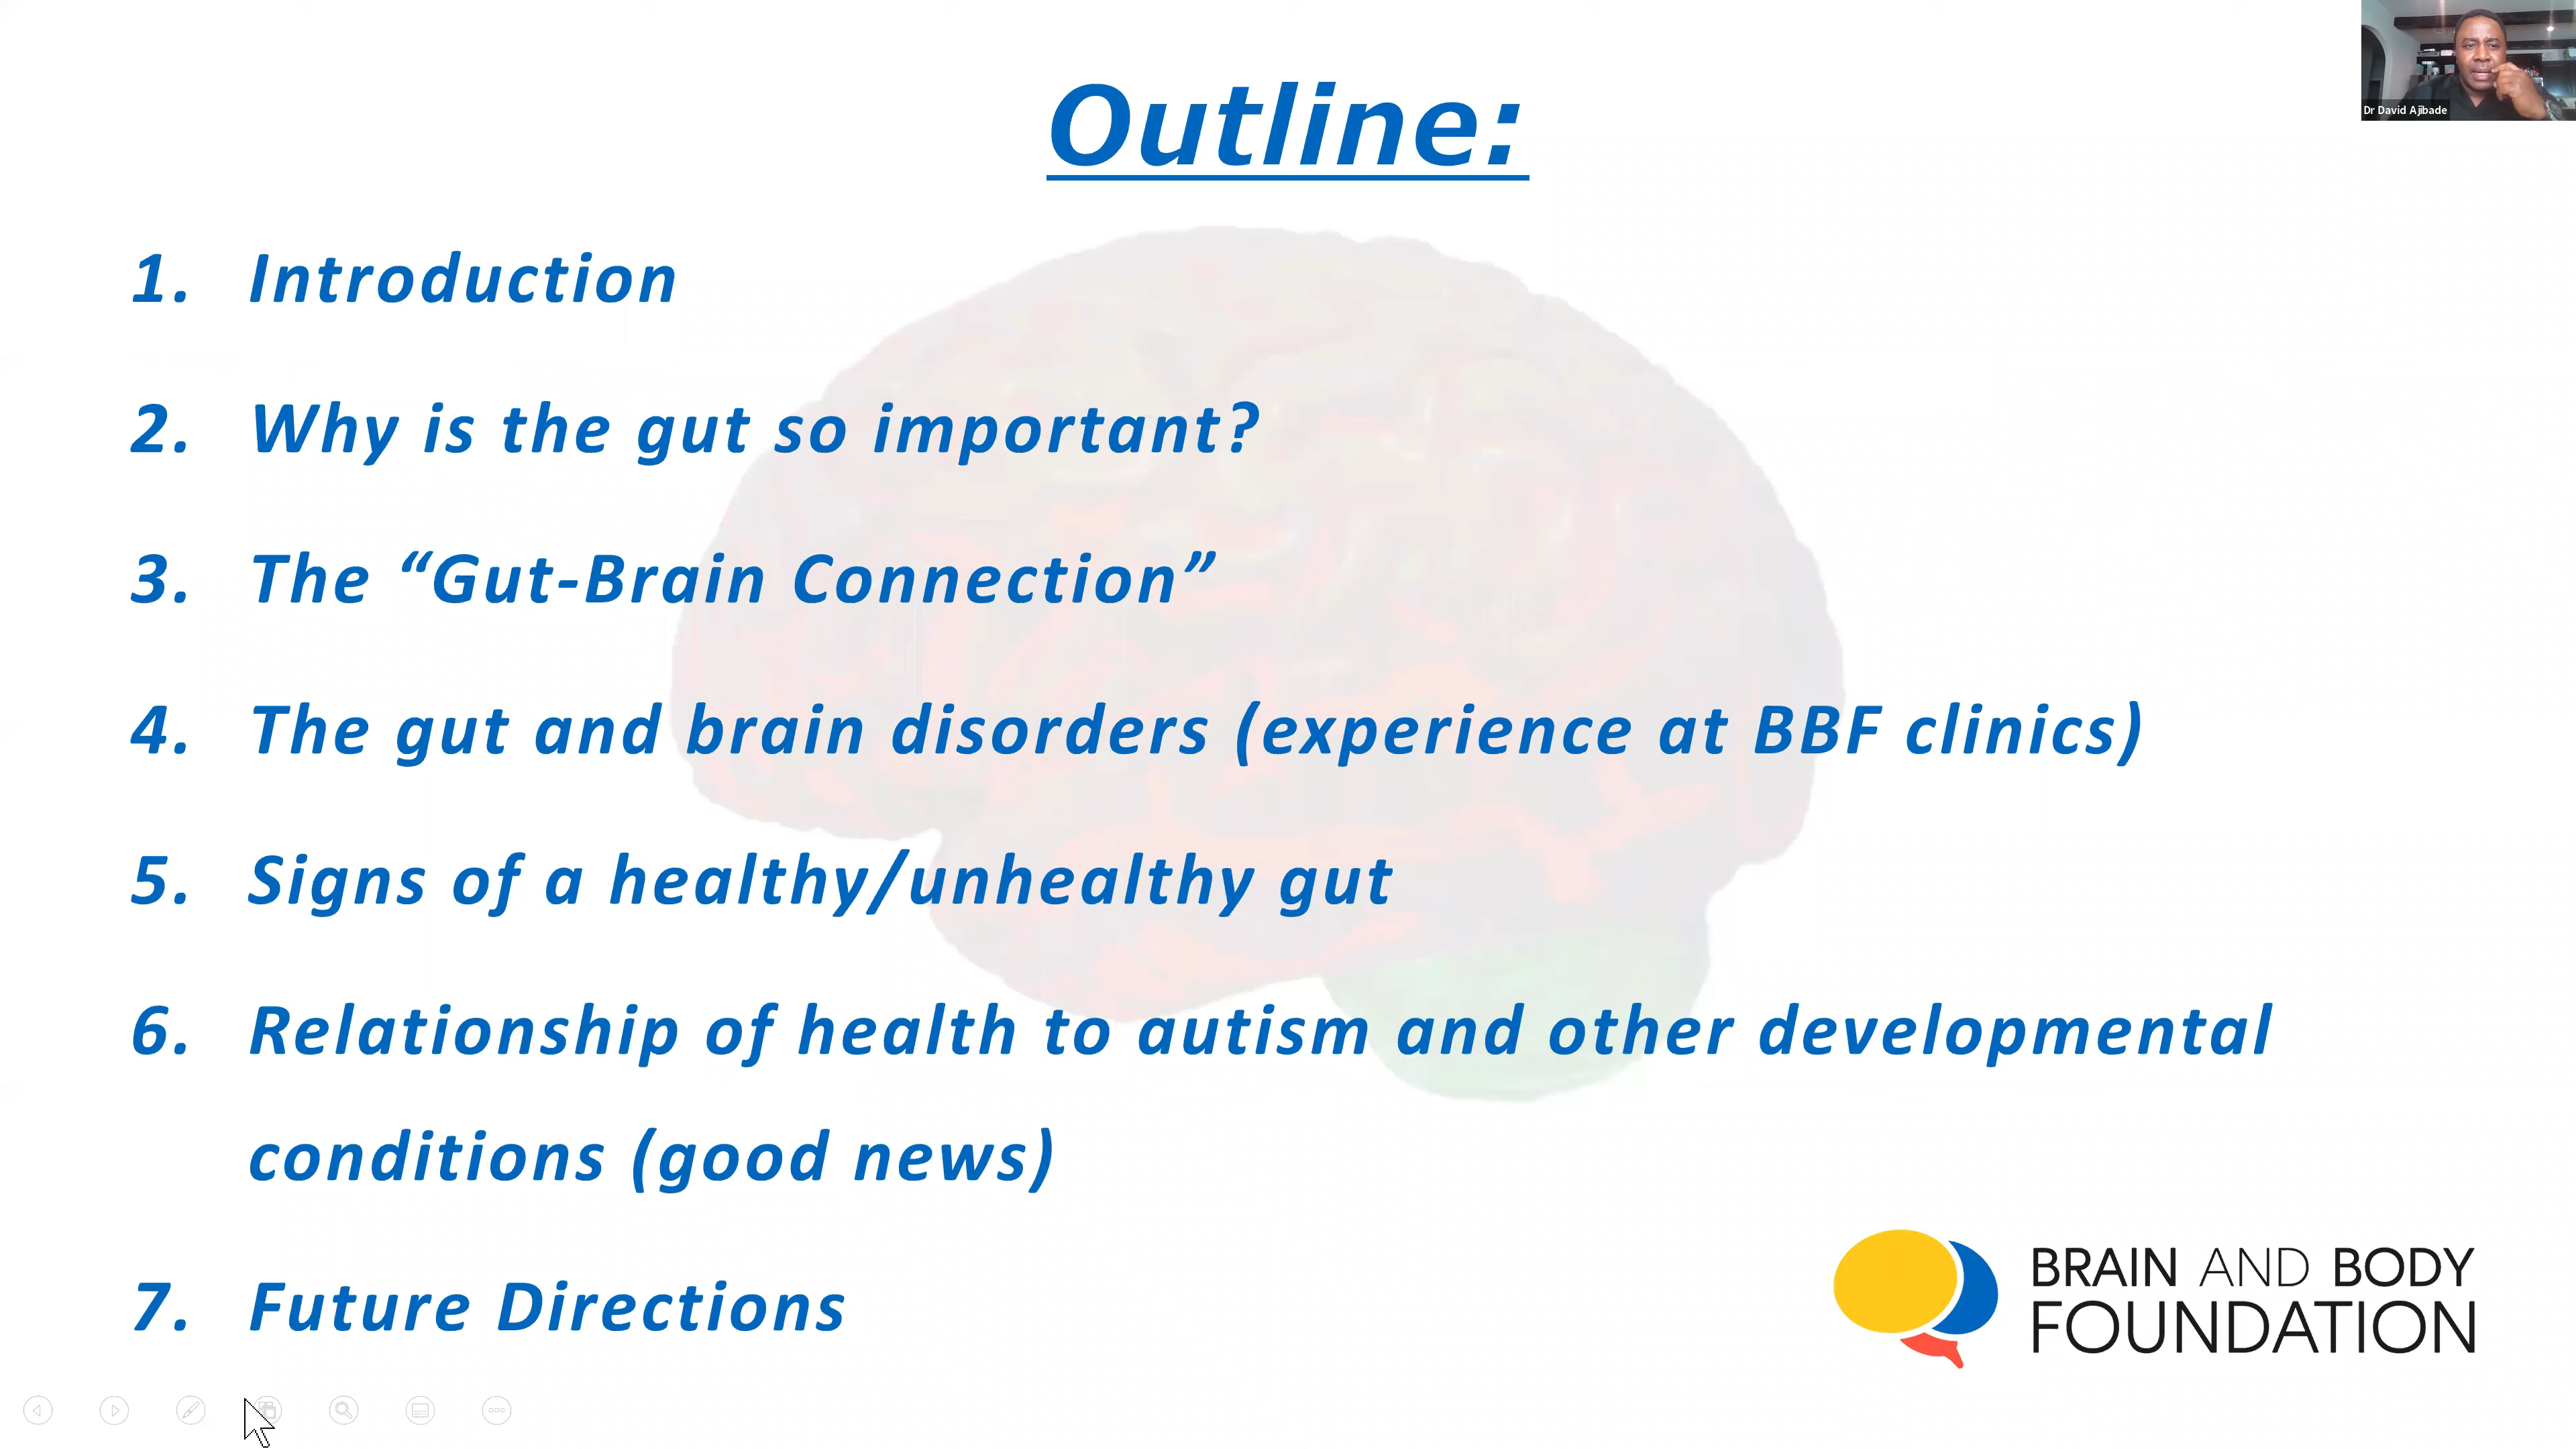 Dr David Ajibade
Outline:
1. Introduction
2. Why is the gut so important?
3. The “Gut-Brain Connection”
4. The gut and brain disorders (experience at BBF clinics)
5. Signs of a healthy/unhealthy gut
6. Relationship of health to autism and other developmental
conditions (good news)
7. Future Directions
BRAIN AND BODY
FOUNDATION